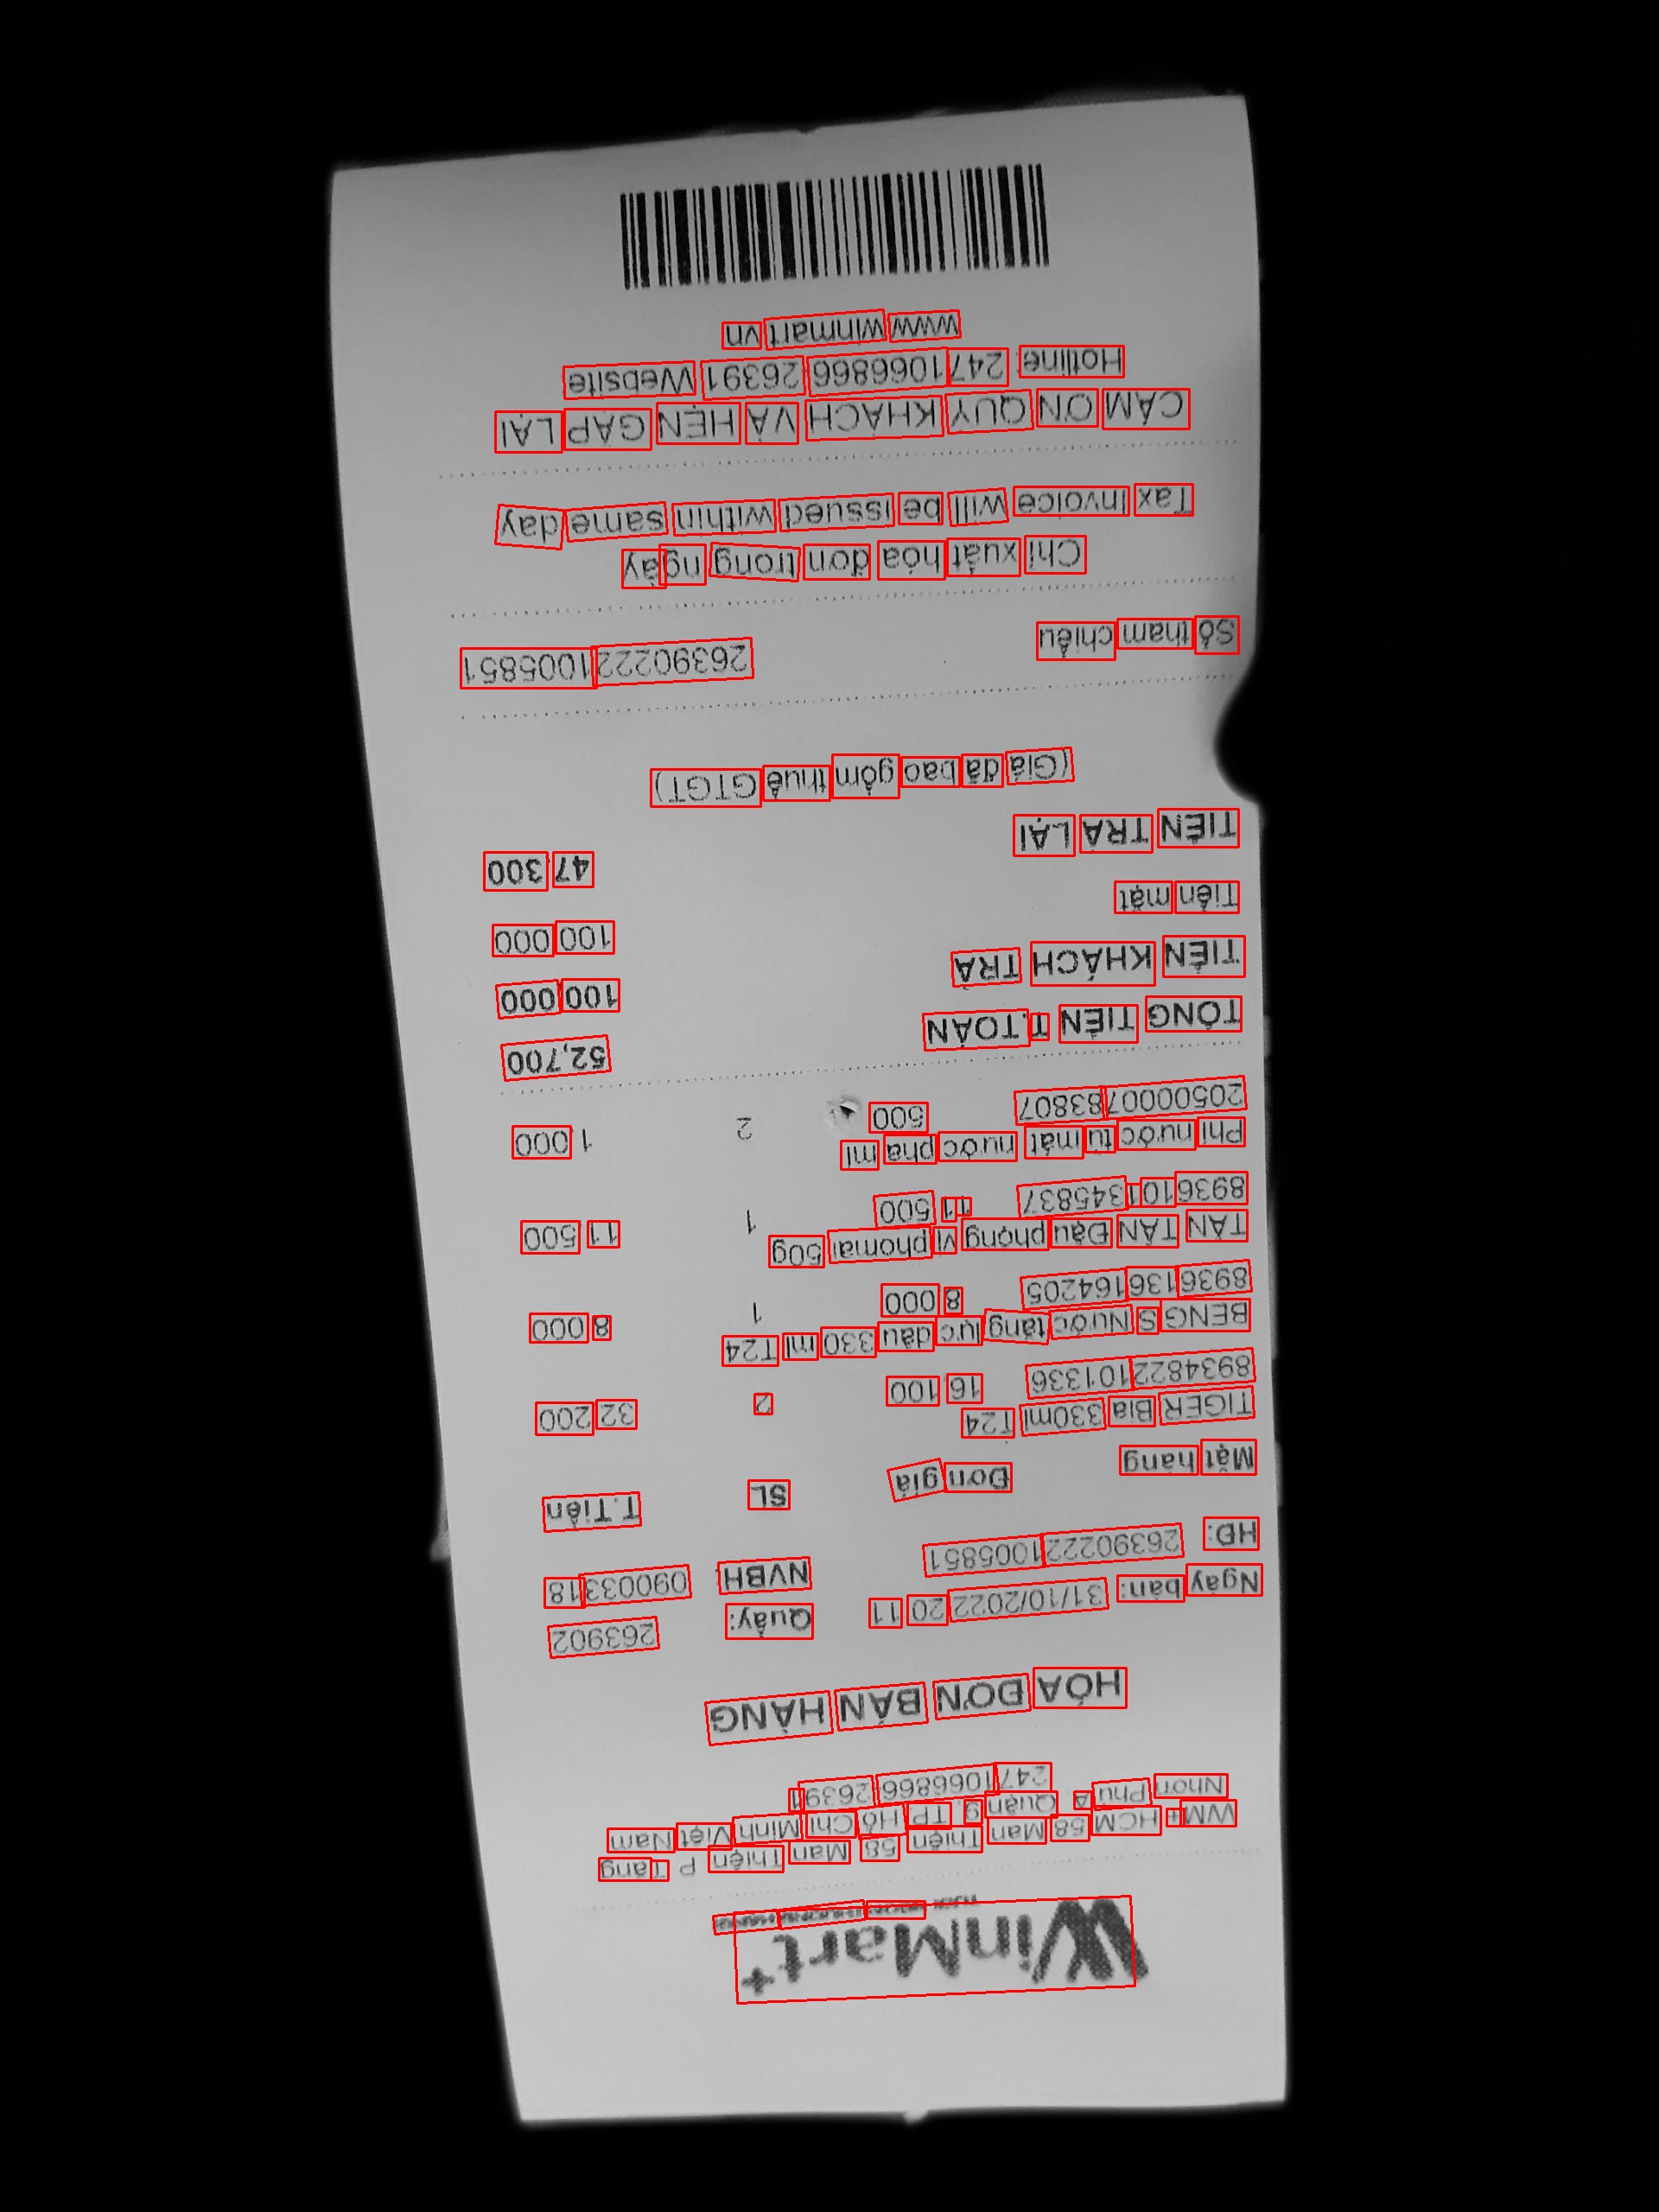 WinMart+
WM+ HCM 58 Man Thiện 58 Man Thiện P Tăng
Nhơn Phú A Quận 9 TP Hồ Chí Minh Việt Nam
2471066866 26391
HÓA ĐƠN BÁN HÀNG
Ngày bán: 31/10/2022 20 11 Quầy: 263902
HĐ: 263902221005851 NVBH 09003318
Mặt hàng Đơn giá SL T.Tiền
TIGER Bia 330ml T24
8934822101336 16 100 2 32 200
BENG S Nước tăng lực dâu 330 ml T24
8936136164205 8 000 1 8 000
TÂN TÂN Đậu phộng vị phomai 50g
8936101345837 11 500 1 11 500
Phí nước tủ mát nước pha mì
2050000783807 500 2 1 000
TỔNG TIỀN T.TOÁN 52,700
TIỀN KHÁCH TRẢ 100 000
Tiền mặt 100 000
TIỀN TRẢ LẠI 47 300
(Giá đã bao gồm thuế GTGT)
Số tham chiếu 263902221005851
Chỉ xuất hóa đơn trong ngày
Tax Invoice will be issued within same day
CẢM ƠN QUÝ KHÁCH VÀ HẸN GẶP LẠI
Hotline: 2471066866 26391 Website
www winmart vn